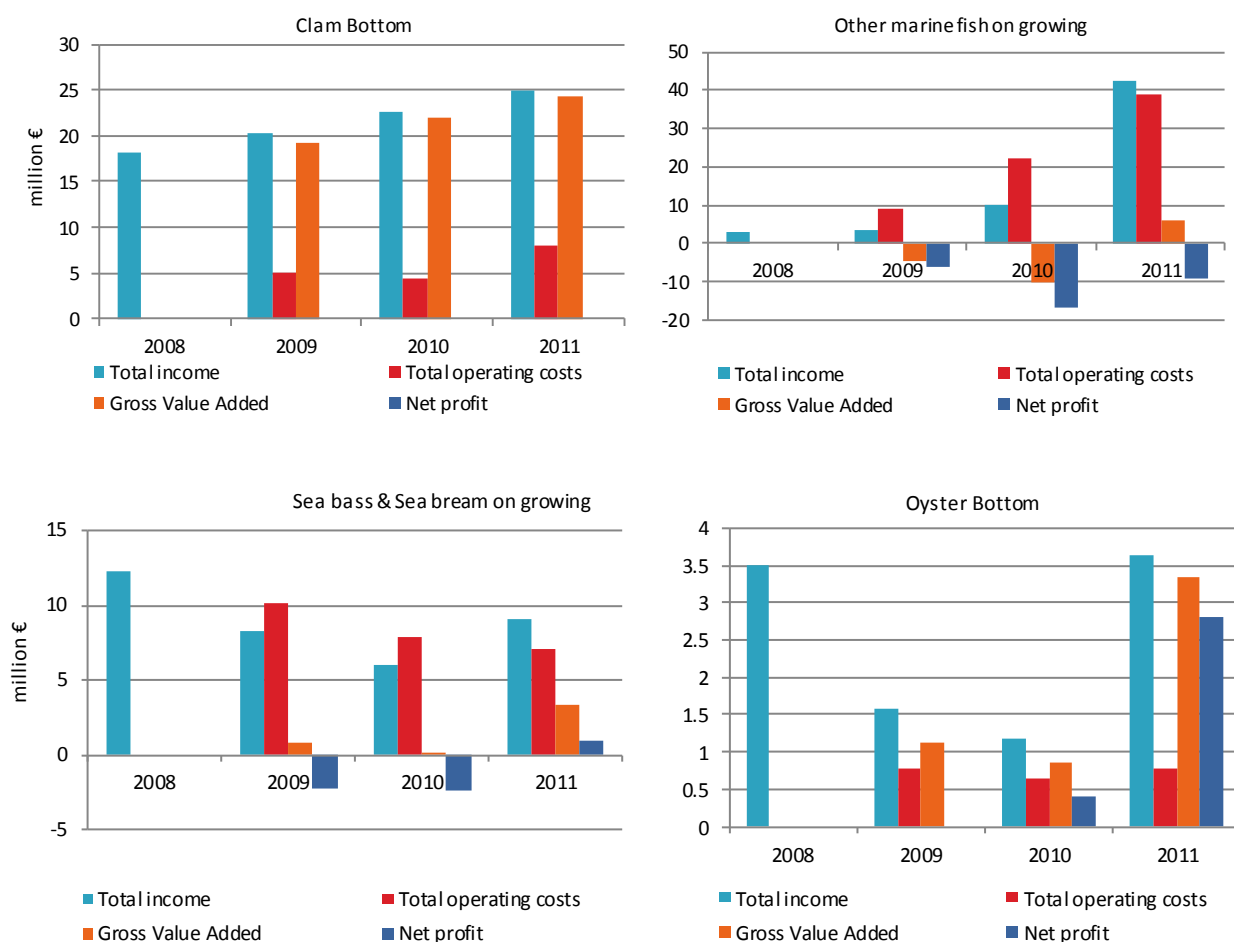 Clam Bottom
30
25
20
15
10
5
0
million €
2008 2009 2010 2011
Total income Total operating costs
Gross Value Added Net profit
Other marine fish on growing
50
40
30
20
10
0
-10
-20
2008 2009 2010 2011
Total income Total operating costs
Gross Value Added Net profit
Sea bass & Sea bream on growing
15
10
5
0
-5
million €
2008 2009 2010 2011
Total income Total operating costs
Gross Value Added Net profit
Oyster Bottom
4
3.5
3
2.5
2
1.5
1
0.5
0
2008 2009 2010 2011
Total income Total operating costs
Gross Value Added Net profit